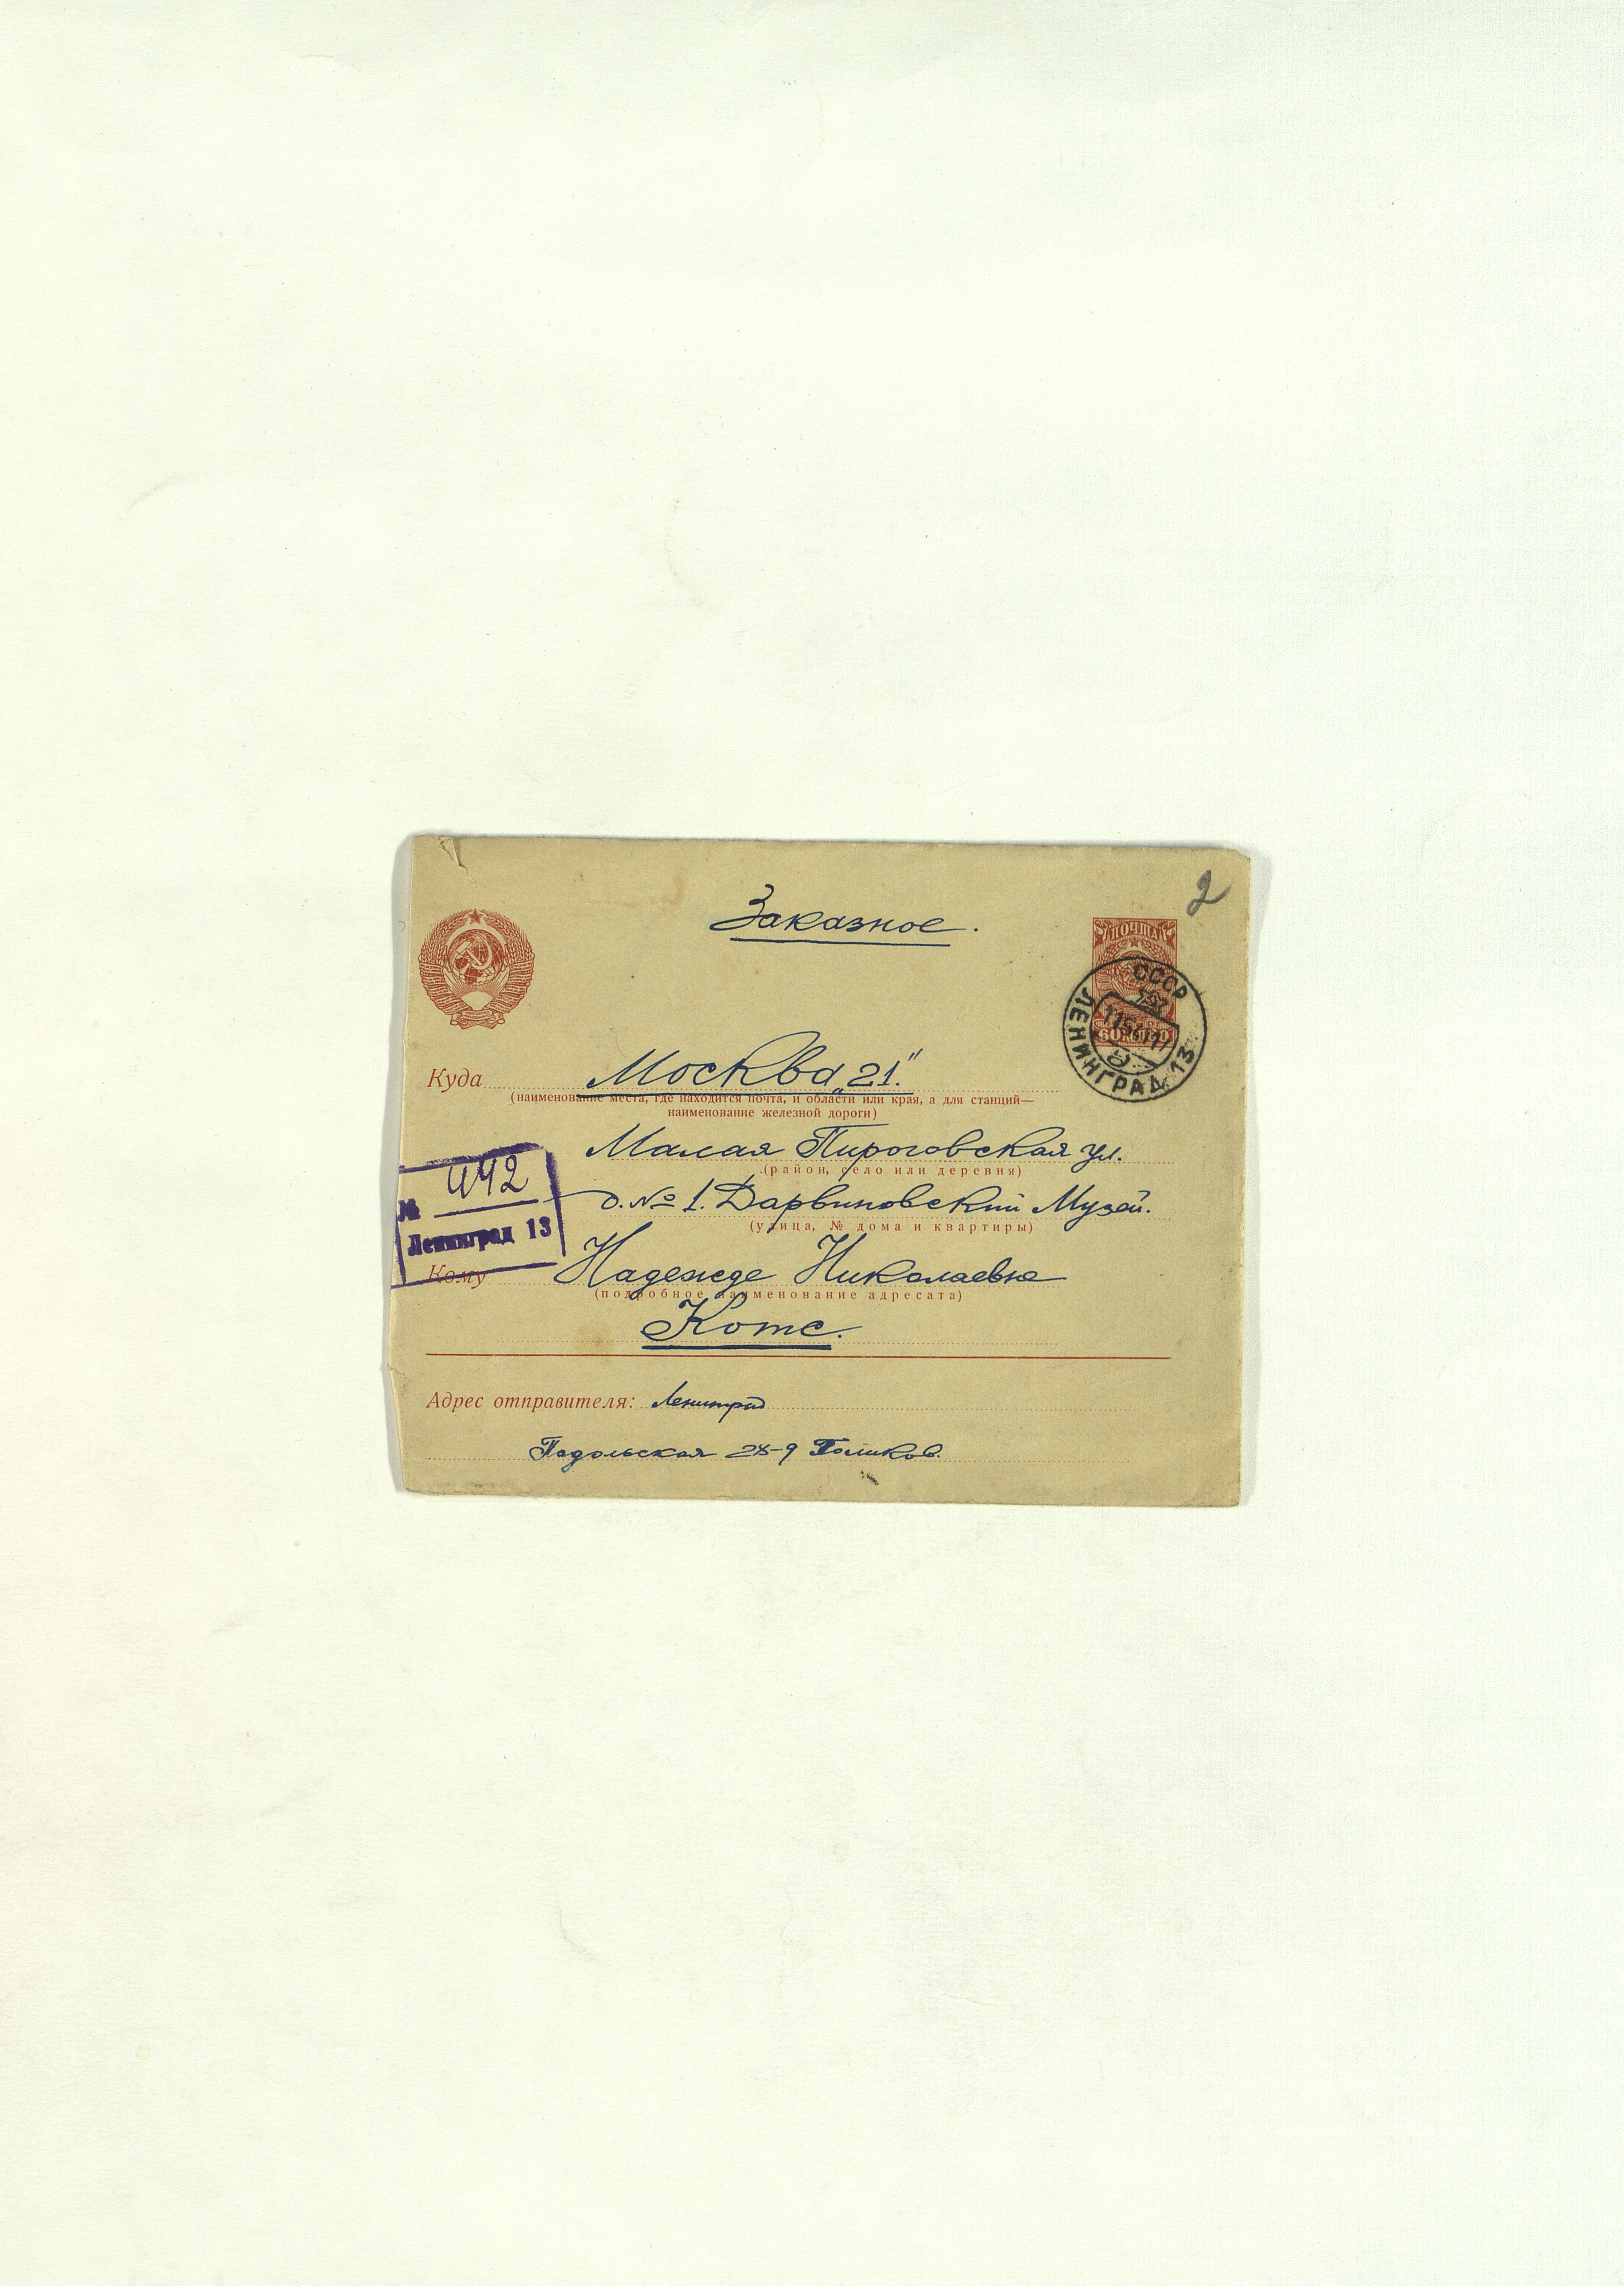 2
Заказное.
ПОЧТА
СССР
ЛЕНИНГРАД 13
Куда Москва „21."
(наименование места, где находится почта, и области или края, а для станций—
наименование железной дороги)
Малая Пироговская ул.
(район, село или деревня)
д. № 1. Дарвиновский Музей.
(улица, № дома и квартиры)
№ 442
Ленинград 13
Кому Надежде Николаевне
(подробное наименование адресата)
Котс.
Адрес отправителя: Ленинград
Подольская 28-9 Голиков.